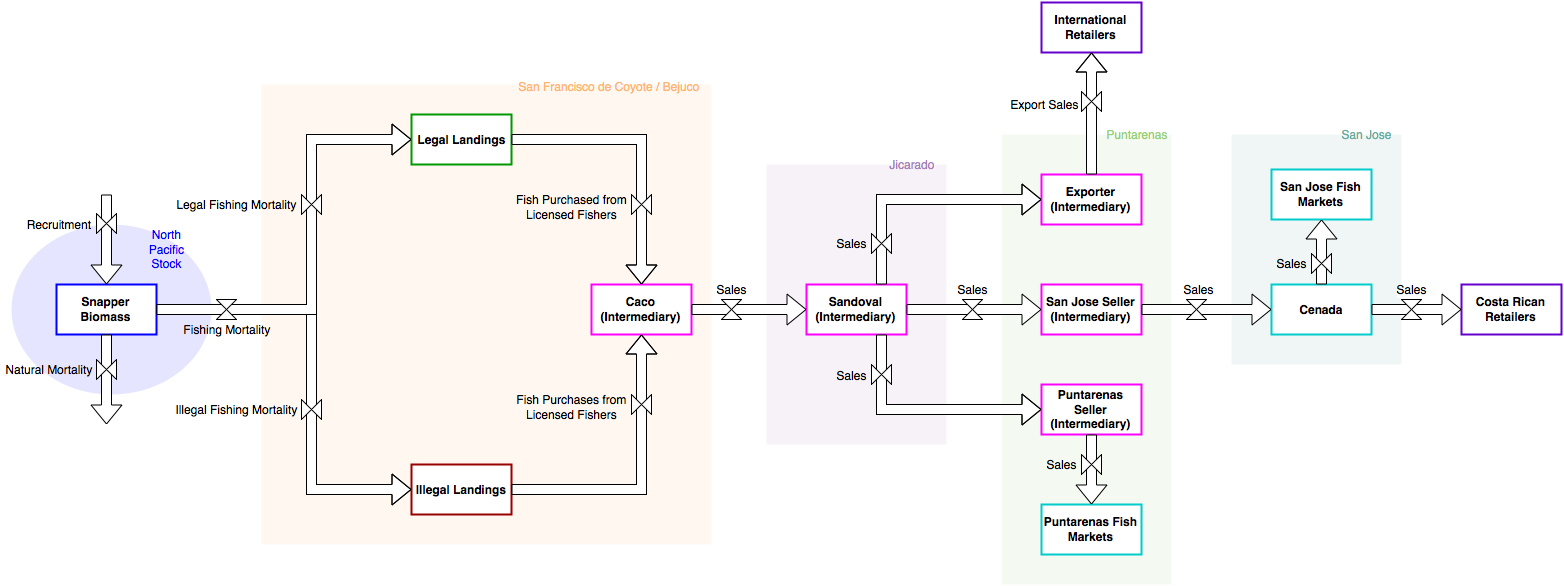 International
Retailers
Export Sales
San Francisco de Coyote / Bejuco
Puntarenas
San Jose
Legal Landings
Jicarado
San Jose Fish
Markets
Exporter
(Intermediary)
Legal Fishing Mortality
Fish Purchased from
Licensed Fishers
Recruitment
North
Pacific
Stock
Sales
Sales
Snapper
Biomass
Fishing Mortality
Caco
(Intermediary)
Sales
Sandoval
(Intermediary)
Sales
San Jose Seller
(Intermediary)
Sales
Cenada
Sales
Costa Rican
Retailers
Natural Mortality
Sales
Illegal Fishing Mortality
Fish Purchases from
Licensed Fishers
Puntarenas
Seller
(Intermediary)
Sales
Illegal Landings
Puntarenas Fish
Markets